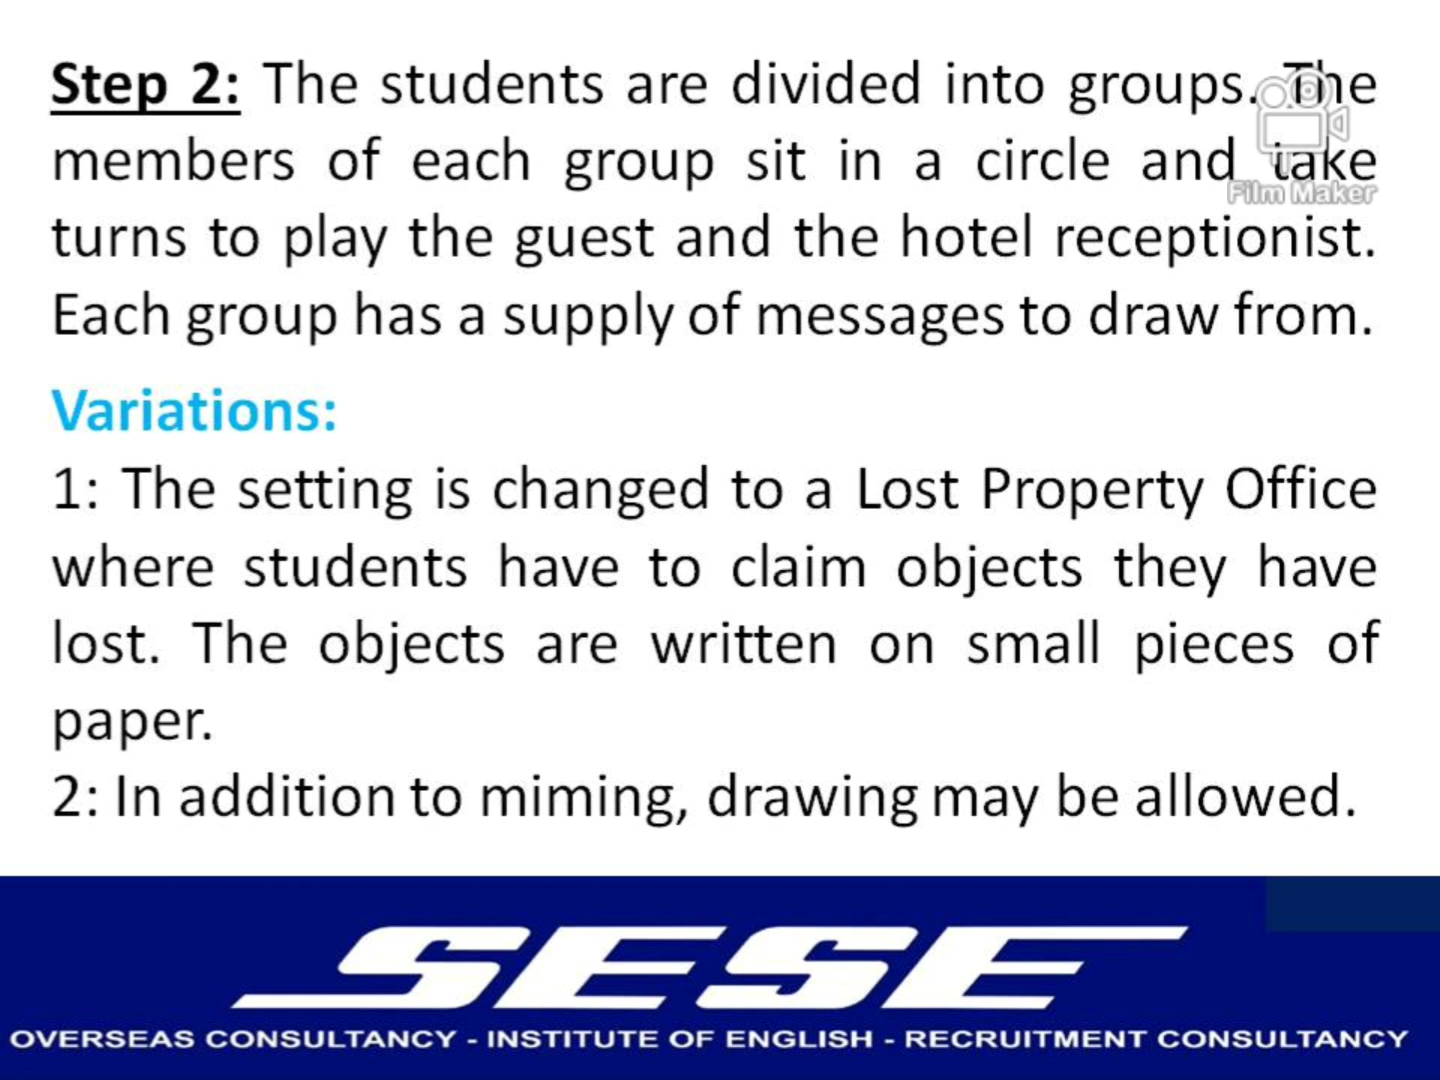 Step 2: The students are divided into groups. The
members of each group sit in a circle and take
turns to play the guest and the hotel receptionist.
Each group has a supply of messages to draw from.
Film Maker
Variations:
1: The setting is changed to a Lost Property Office
where students have to claim objects they have
lost. The objects are written on small pieces of
paper.
2: In addition to miming, drawing may be allowed.
SESE
OVERSEAS CONSULTANCY - INSTITUTE OF ENGLISH - RECRUITMENT CONSULTANCY